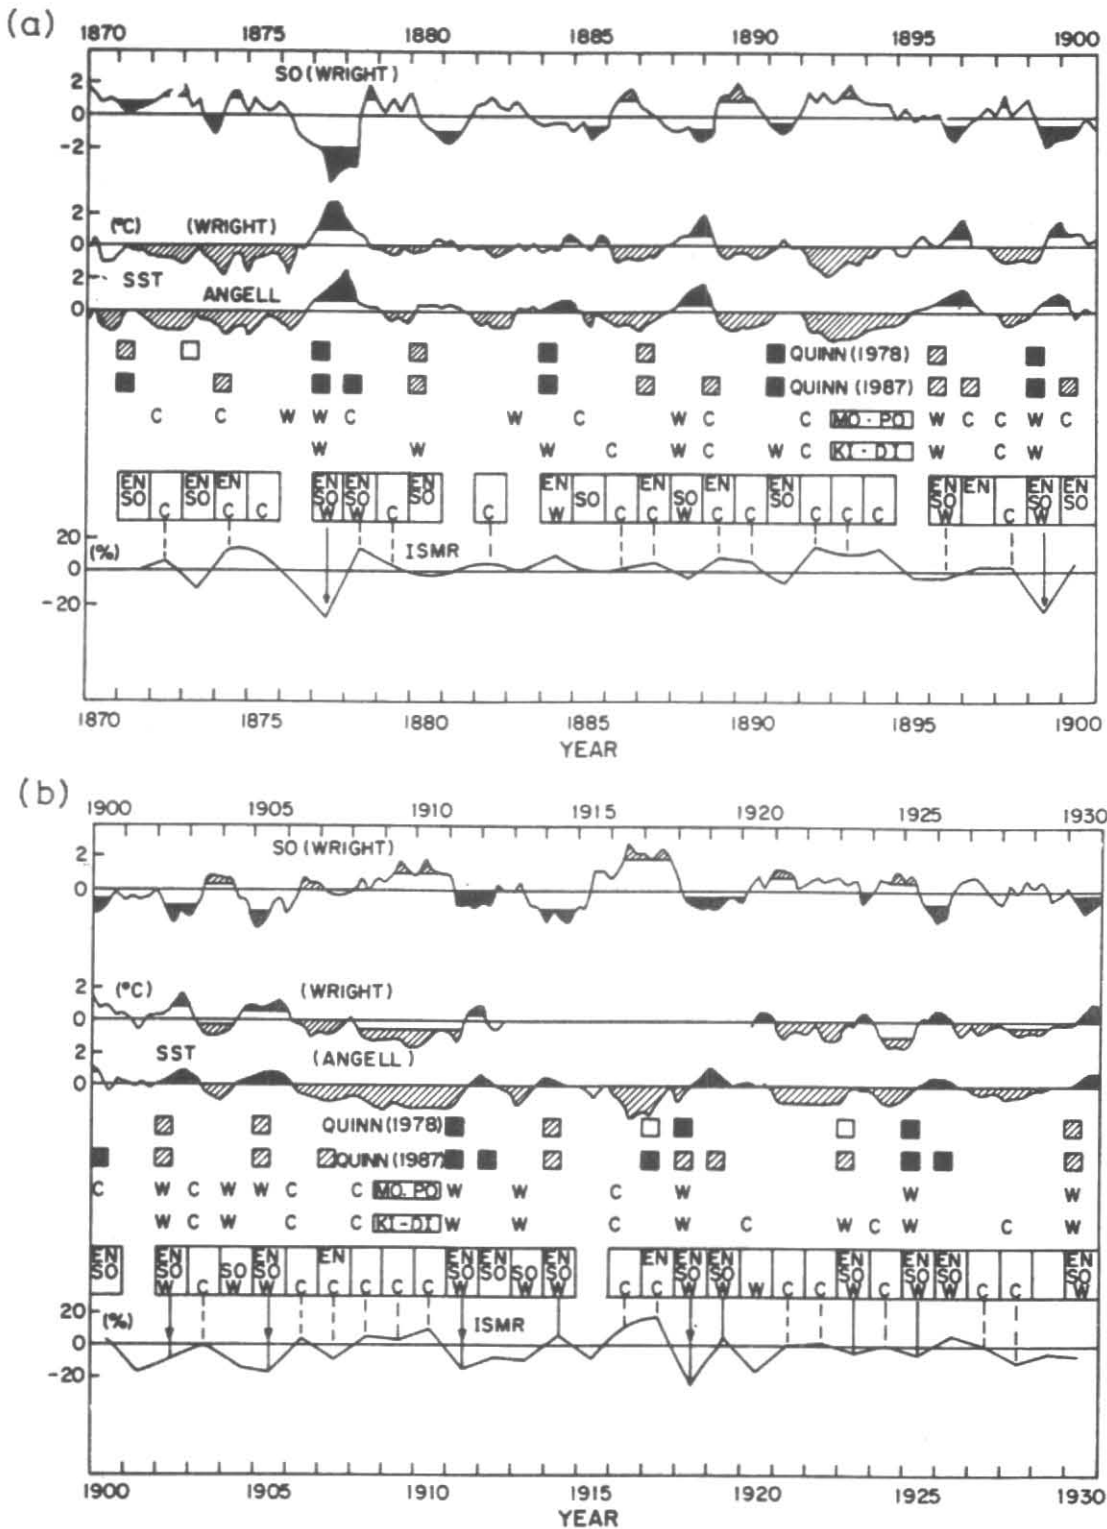 (a)
1870 1875 1880 1885 1890 1895 1900
SO (WRIGHT)
2
0
-2
2
0
(°C) (WRIGHT)
2
SST
ANGELL
0
QUINN (1978)
QUINN (1987)
C C W W C W C W C C MO-PO W C C W C
W W W C W C W C KI-DI W C W
EN SO C EN SO EN C C EN SO W EN SO C EN SO C EN W SO C EN C SO W EN C C EN SO C C C EN SO W EN C EN SO W EN SO
20
(%) ISMR
0
-20
1870 1875 1880 1885 1890 1895 1900
YEAR
(b)
1900 1905 1910 1915 1920 1925 1930
SO (WRIGHT)
2
0
2
(°C) (WRIGHT)
0
2
SST (ANGELL)
0
QUINN (1978)
QUINN (1987)
C W C W W C C MO. PO W W C W W W
W C W C C KI-DI W W C W C W C W C W
EN SO EN SO W C SO W EN SO W C EN C C C EN SO W EN SO SO W EN SO W C EN C EN SO W EN SO W W C C EN SO W C EN SO W EN SO C C EN SO W
20
(%) ISMR
0
-20
1900 1905 1910 1915 1920 1925 1930
YEAR